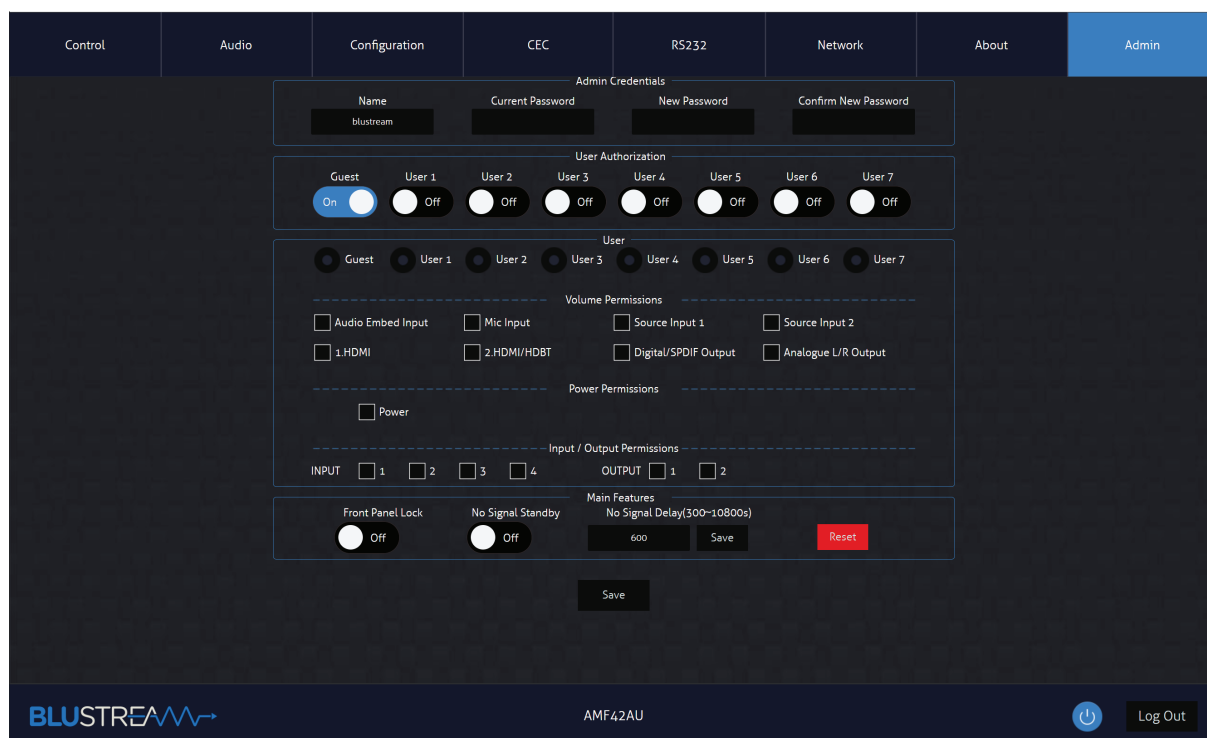 Control Audio Configuration CEC RS232 Network About Admin
Admin Credentials
Name Current Password New Password Confirm New Password
blustream
User Authorization
Guest User 1 User 2 User 3 User 4 User 5 User 6 User 7
On Off Off Off Off Off Off Off
User
Guest User 1 User 2 User 3 User 4 User 5 User 6 User 7
Volume Permissions
Audio Embed Input Mic Input Source Input 1 Source Input 2
1.HDMI 2.HDMI/HDBT Digital/SPDIF Output Analogue L/R Output
Power Permissions
Power
Input / Output Permissions
INPUT 1 2 3 4 OUTPUT 1 2
Main Features
Front Panel Lock No Signal Standby No Signal Delay(300~10800s)
Off Off 600 Save Reset
Save
BLUSTREAM AMF42AU Log Out